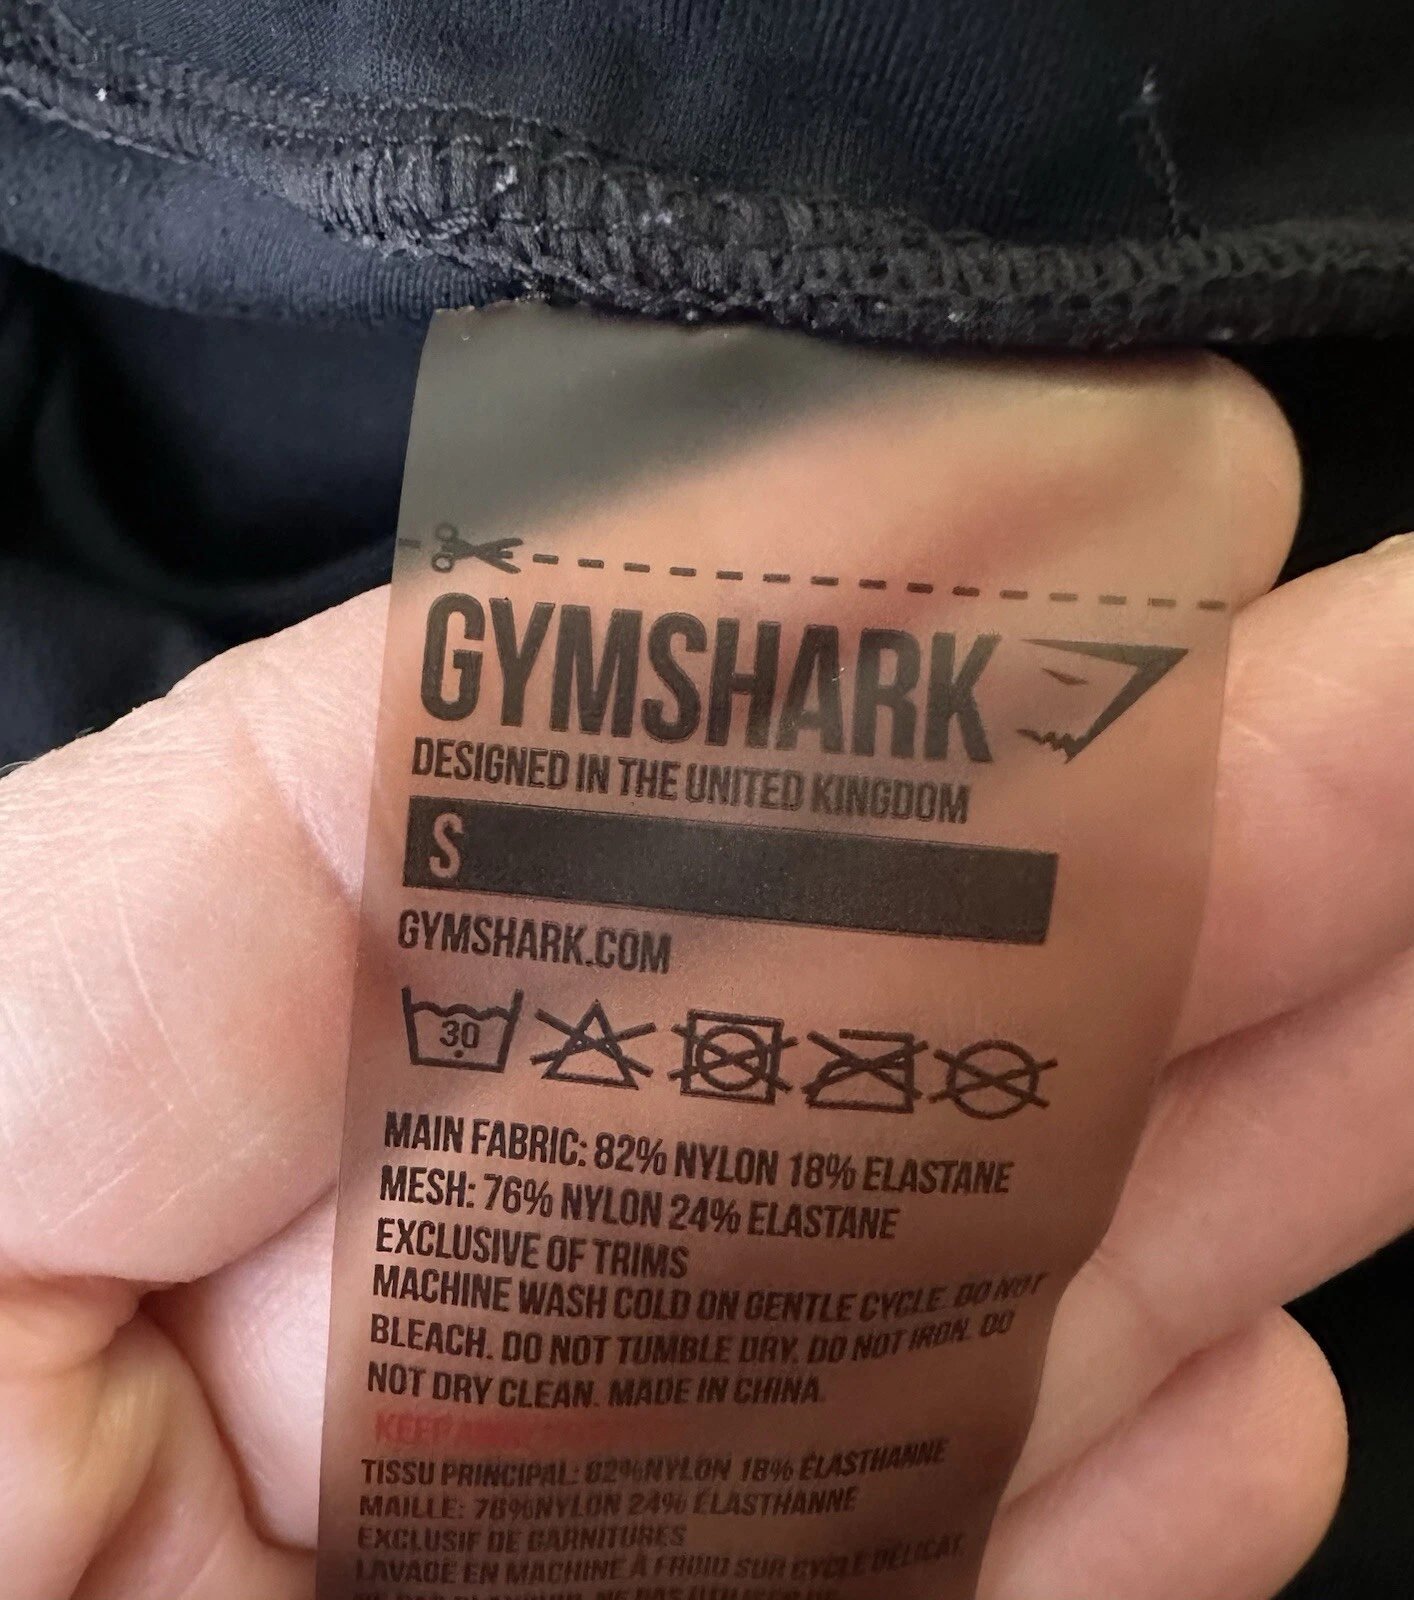 GYMSHARK
DESIGNED IN THE UNITED KINGDOM
S
GYMSHARK.COM
30
MAIN FABRIC: 82% NYLON 18% ELASTANE
MESH: 76% NYLON 24% ELASTANE
EXCLUSIVE OF TRIMS
MACHINE WASH COLD ON GENTLE CYCLE. DO NOT
BLEACH. DO NOT TUMBLE DRY. DO NOT IRON. DO
NOT DRY CLEAN. MADE IN CHINA.
KEEP
TISSU PRINCIPAL: 82%NYLON 18% ÉLASTHANNE
MAILLE: 76%NYLON 24% ÉLASTHANNE
EXCLUSIF DE GARNITURES
LAVAGE EN MACHINE À FROID SUR CYCLE DÉLICAT.